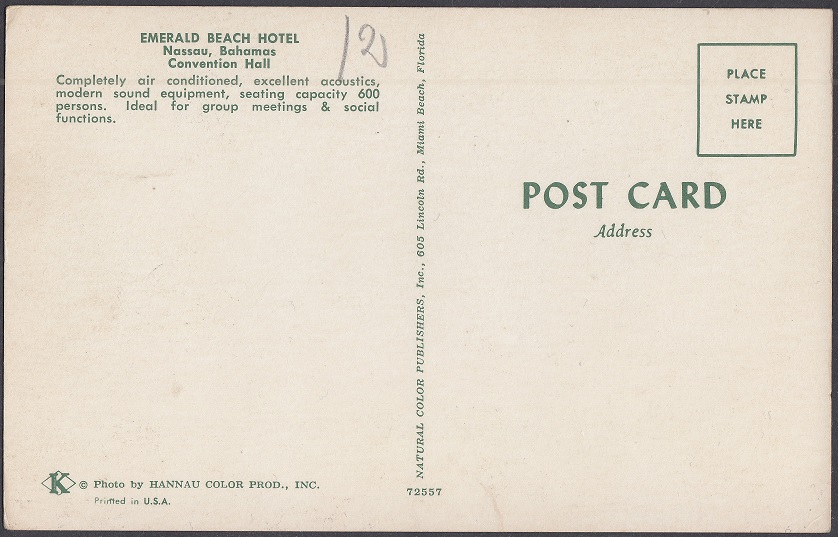 EMERALD BEACH HOTEL
Nassau, Bahamas
Convention Hall
Completely air conditioned, excellent acoustics,
modern sound equipment, seating capacity 600
persons. Ideal for group meetings & social
functions.
12
NATURAL COLOR PUBLISHERS, Inc., 605 Lincoln Rd., Miami Beach, Florida
PLACE
STAMP
HERE
POST CARD
Address
K © Photo by HANNAU COLOR PROD., INC.
Printed in U.S.A.
72557